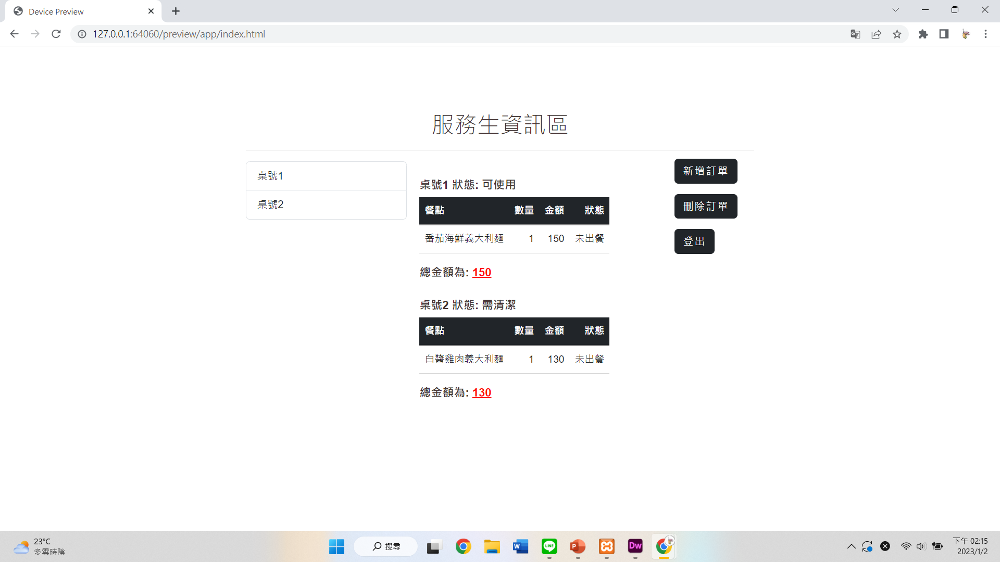 Device Preview
127.0.0.1:64060/preview/app/index.html
服務生資訊區
桌號1
桌號2
桌號1 狀態: 可使用
餐點 數量 金額 狀態
番茄海鮮義大利麵 1 150 未出餐
總金額為: 150
桌號2 狀態: 需清潔
餐點 數量 金額 狀態
白醬雞肉義大利麵 1 130 未出餐
總金額為: 130
新增訂單
刪除訂單
登出
23°C
多雲時陰
搜尋
W
LINE
P
Dw
下午 02:15
2023/1/2